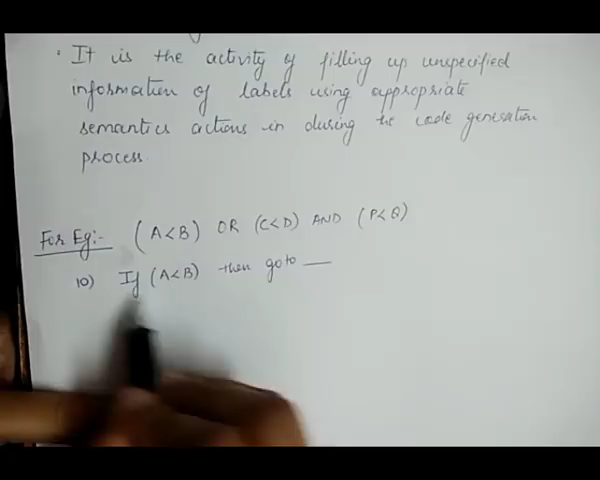 • It is the activity of filling up unspecified
information of labels using appropriate
semantics actions in during the code generation
process
For Eg:- (A<B) OR (C<D) AND (P<Q)
10) If (A<B) then goto __